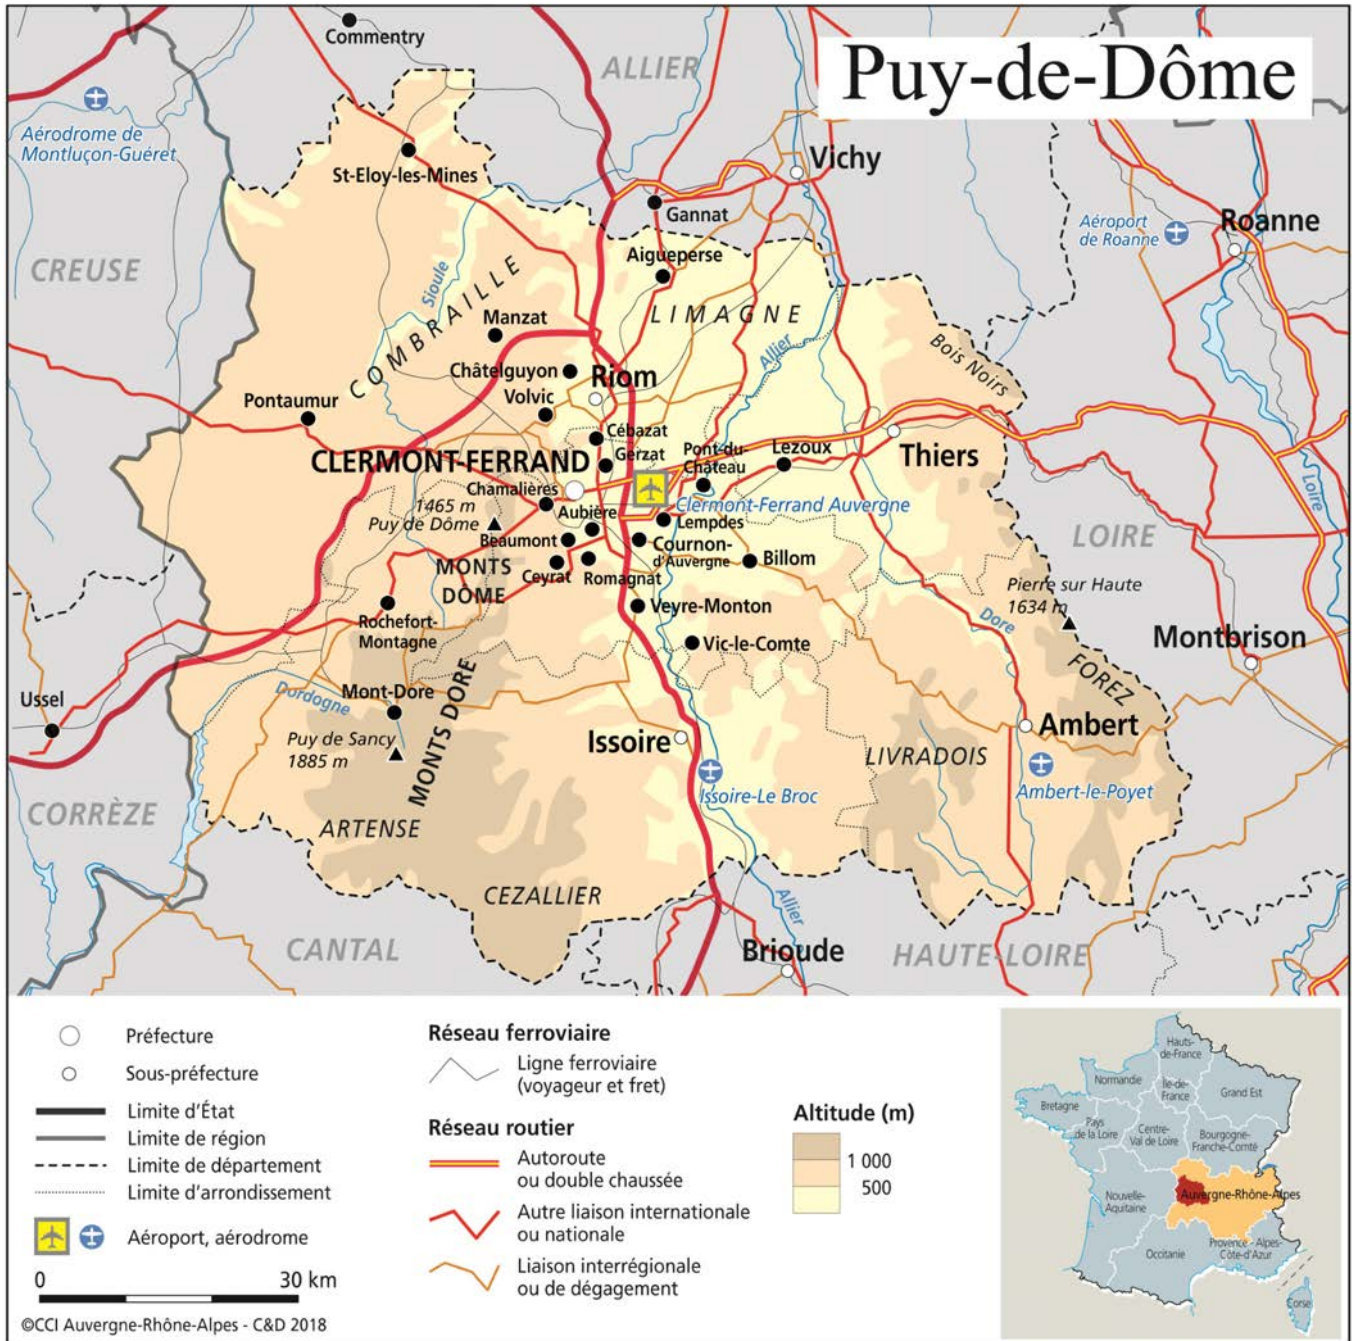 Puy-de-Dôme
Commentry
ALLIER
Aérodrome de
Montluçon-Guéret
Vichy
St-Eloy-les-Mines
Gannat
Aéroport
de Roanne
Roanne
CREUSE
Sioule
Aigueperse
COMBRAILLE
LIMAGNE
Manzat
Allier
Bois Noirs
Châtelguyon
Riom
Volvic
Pontaumur
Cébazat
CLERMONT-FERRAND
Gerzat
Pont-du-
Château
Lezoux
Thiers
Chamalières
1465 m
Puy de Dôme
Clermont-Ferrand Auvergne
Loire
Aubière
Lempdes
Beaumont
Cournon-
d'Auvergne
Billom
LOIRE
MONTS
DÔME
Ceyrat
Romagnat
Pierre sur Haute
1634 m
Rochefort-
Montagne
Veyre-Monton
Dore
Vic-le-Comte
Montbrison
FOREZ
Ussel
Dordogne
Mont-Dore
MONTS DORE
Puy de Sancy
1885 m
Issoire
Ambert
LIVRADOIS
Issoire-Le Broc
Ambert-le-Poyet
CORRÈZE
ARTENSE
CEZALLIER
Allier
CANTAL
Brioude
HAUTE-LOIRE
Préfecture
Sous-préfecture
Limite d'État
Limite de région
Limite de département
Limite d'arrondissement
Aéroport, aérodrome
0 30 km
©CCI Auvergne-Rhône-Alpes - C&D 2018
Réseau ferroviaire
Ligne ferroviaire
(voyageur et fret)
Réseau routier
Autoroute
ou double chaussée
Autre liaison internationale
ou nationale
Liaison interrégionale
ou de dégagement
Altitude (m)
1 000
500
Hauts-
de-France
Normandie
Île-de-
France
Grand Est
Bretagne
Pays
de la Loire
Centre-
Val de Loire
Bourgogne-
Franche-Comté
Nouvelle-
Aquitaine
Auvergne-Rhône-Alpes
Occitanie
Provence - Alpes-
Côte-d'Azur
Corse